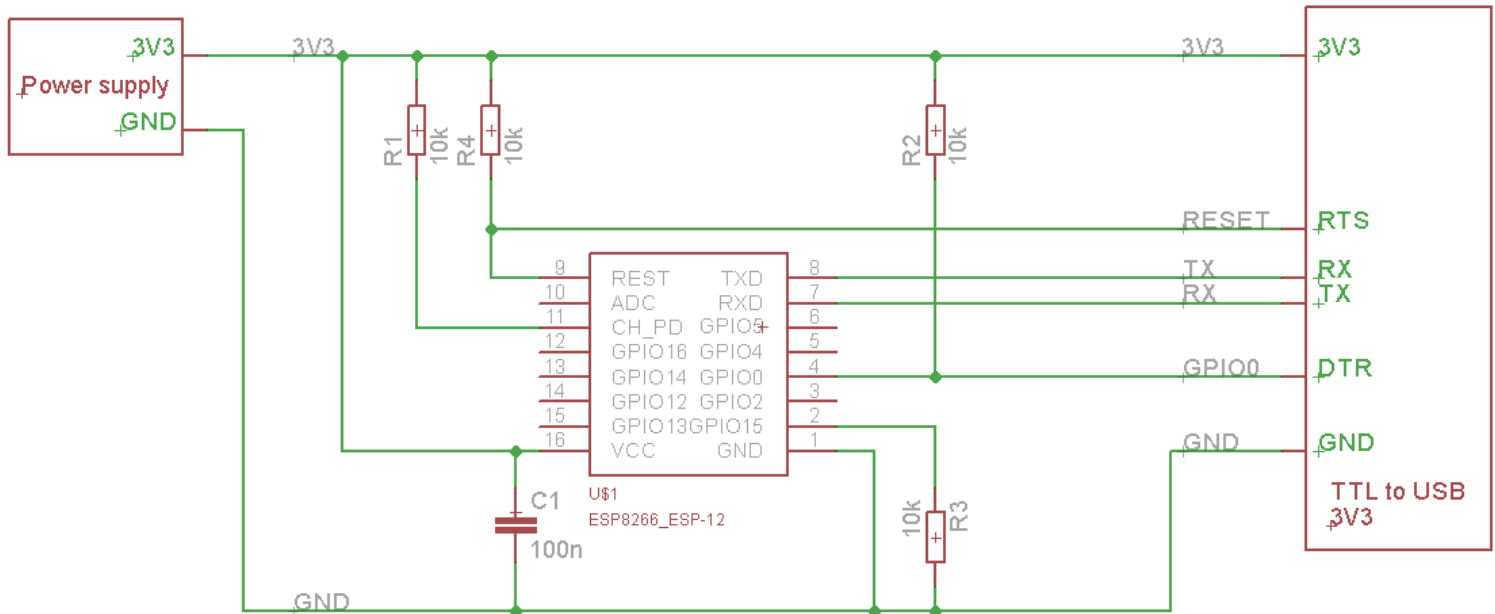 3V3
Power supply
GND
3V3
3V3
3V3
R1
10k
R4
10k
R2
10k
RESET
RTS
9
REST
TXD
8
TX
RX
10
ADC
RXD
7
RX
TX
11
CH_PD
GPIO5
6
12
GPIO16
GPIO4
5
13
GPIO14
GPIO0
4
GPIO0
DTR
14
GPIO12
GPIO2
3
15
GPIO13
GPIO15
2
16
VCC
GND
1
GND
GND
U$1
ESP8266_ESP-12
C1
100n
10k
R3
TTL to USB
3V3
GND